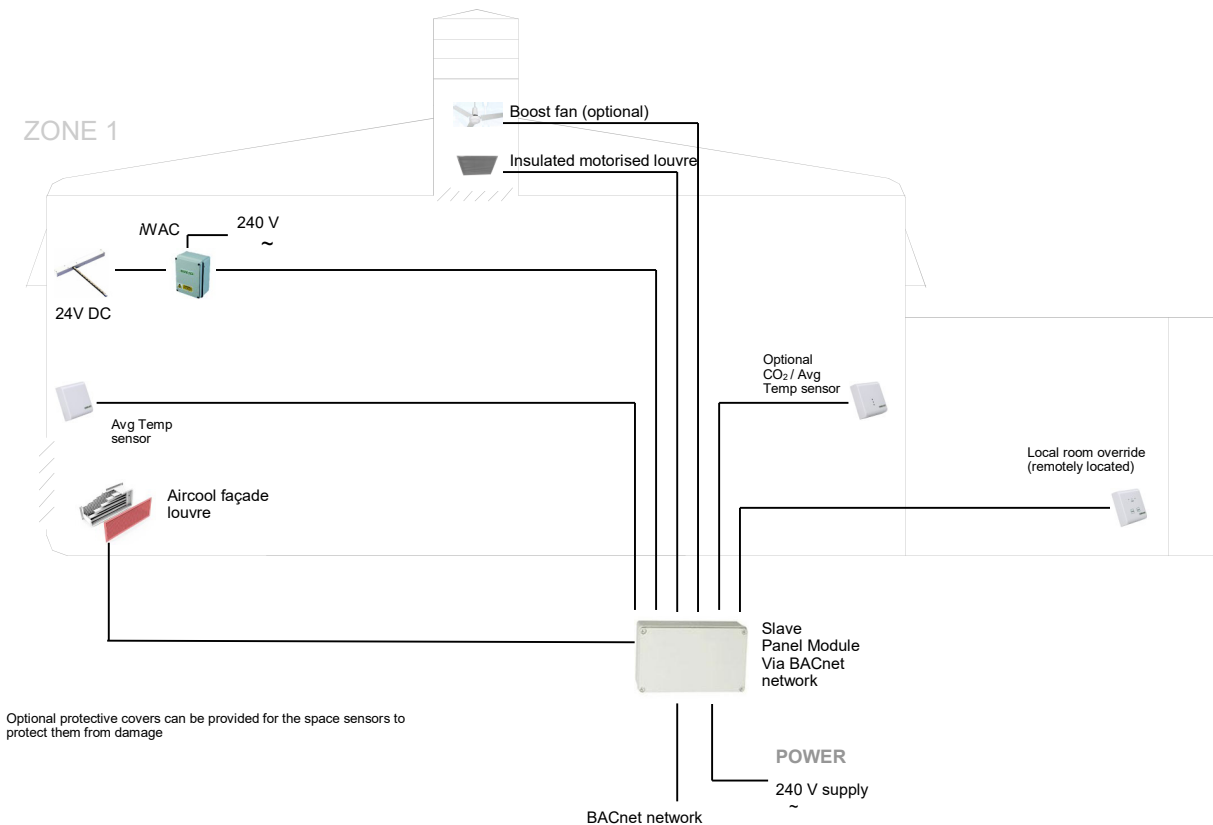 Boost fan (optional)
ZONE 1
Insulated motorised louvre
iWAC
240 V
~
24V DC
Optional
CO₂ / Avg
Temp sensor
Avg Temp
sensor
Local room override
(remotely located)
Aircool façade
louvre
Slave
Panel Module
Via BACnet
network
Optional protective covers can be provided for the space sensors to
protect them from damage
POWER
240 V supply
~
BACnet network